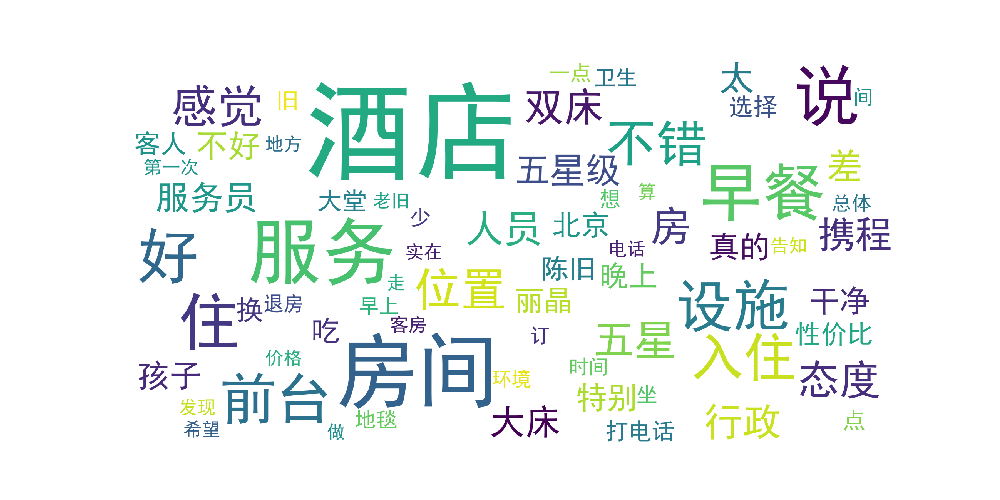 一点
卫生
太
说
感觉
旧
酒店
双床
选择
间
客人
不好
地方
不错
第一次
五星级
早餐
差
服务员
大堂
老旧
想
算
总体
少
好
服务
实在
人员
北京
电话
房
真的
告知
携程
位置
陈旧
晚上
走
住
换
退房
早上
丽晶
设施
干净
吃
客房
订
五星
入住
性价比
房间
价格
孩子
前台
环境
时间
特别
坐
态度
发现
地毯
大床
行政
点
希望
做
打电话